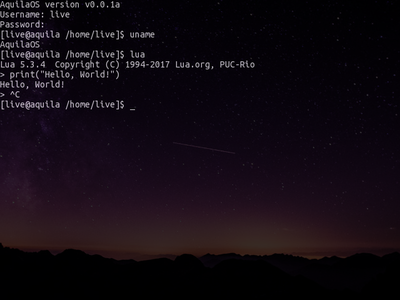 AquilaOS version v0.0.1a
Username: live
Password:
[live@aquila /home/live]$ uname
AquilaOS
[live@aquila /home/live]$ lua
Lua 5.3.4  Copyright (C) 1994-2017 Lua.org, PUC-Rio
> print("Hello, World!")
Hello, World!
> ^C
[live@aquila /home/live]$ _